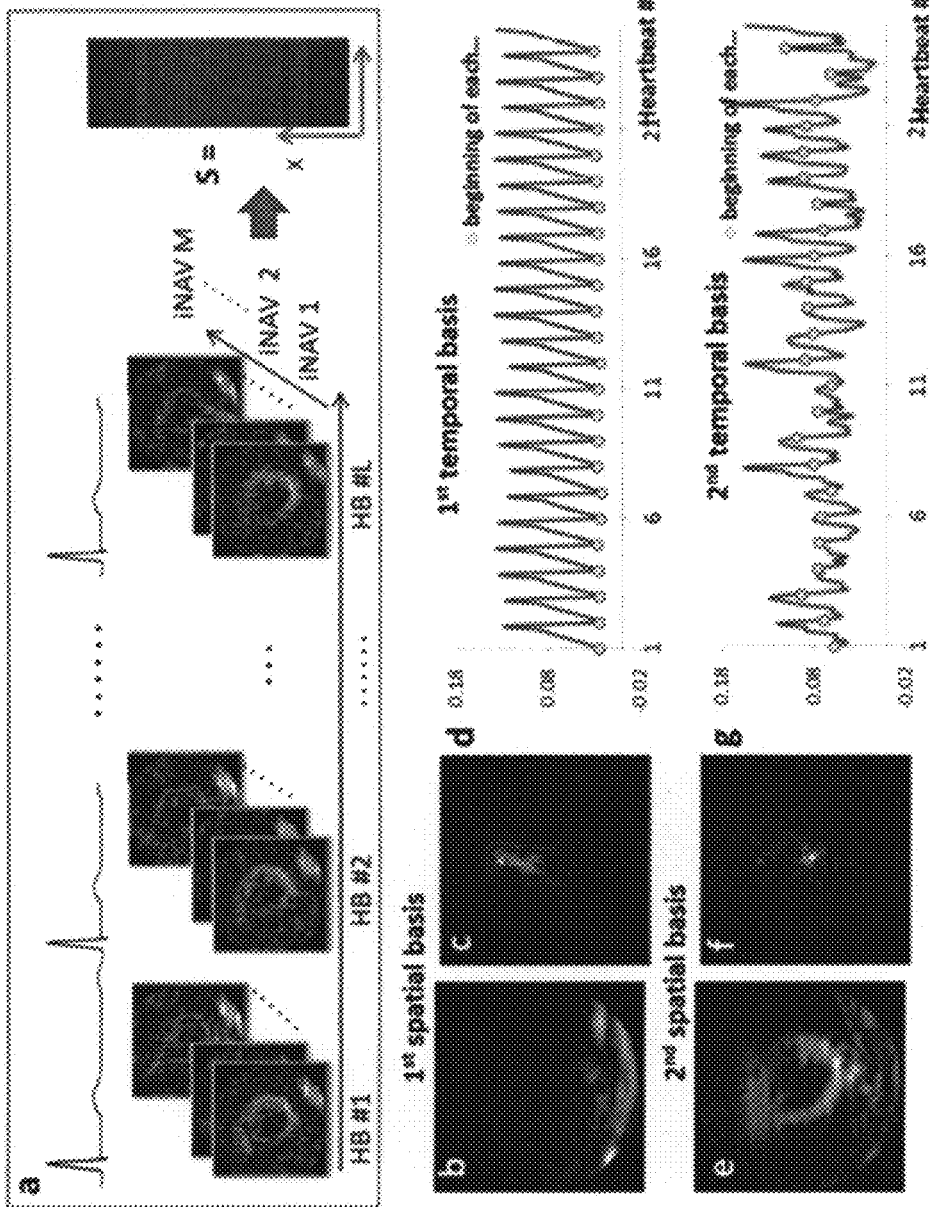 a
HB #1
HB #2
HB #L
iNAV 1
iNAV 2
iNAV M
S =
x
1st spatial basis
b
c
d
1st temporal basis
beginning of each...
0.18
0.08
-0.02
1
6
11
16
2
Heartbeat #
2nd spatial basis
e
f
g
2nd temporal basis
beginning of each...
0.18
0.08
-0.02
1
6
11
16
2
Heartbeat #